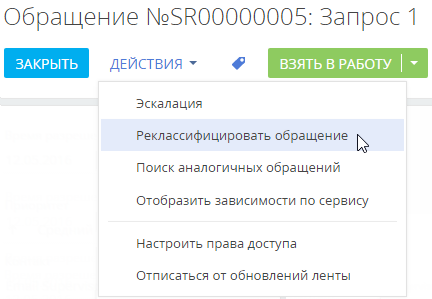 Обращение №SR00000005: Запрос 1
ЗАКРЫТЬ ДЕЙСТВИЯ ВЗЯТЬ В РАБОТУ
Эскалация
Реклассифицировать обращение
Поиск аналогичных обращений
Отобразить зависимости по сервису
Настроить права доступа
Отписаться от обновлений ленты